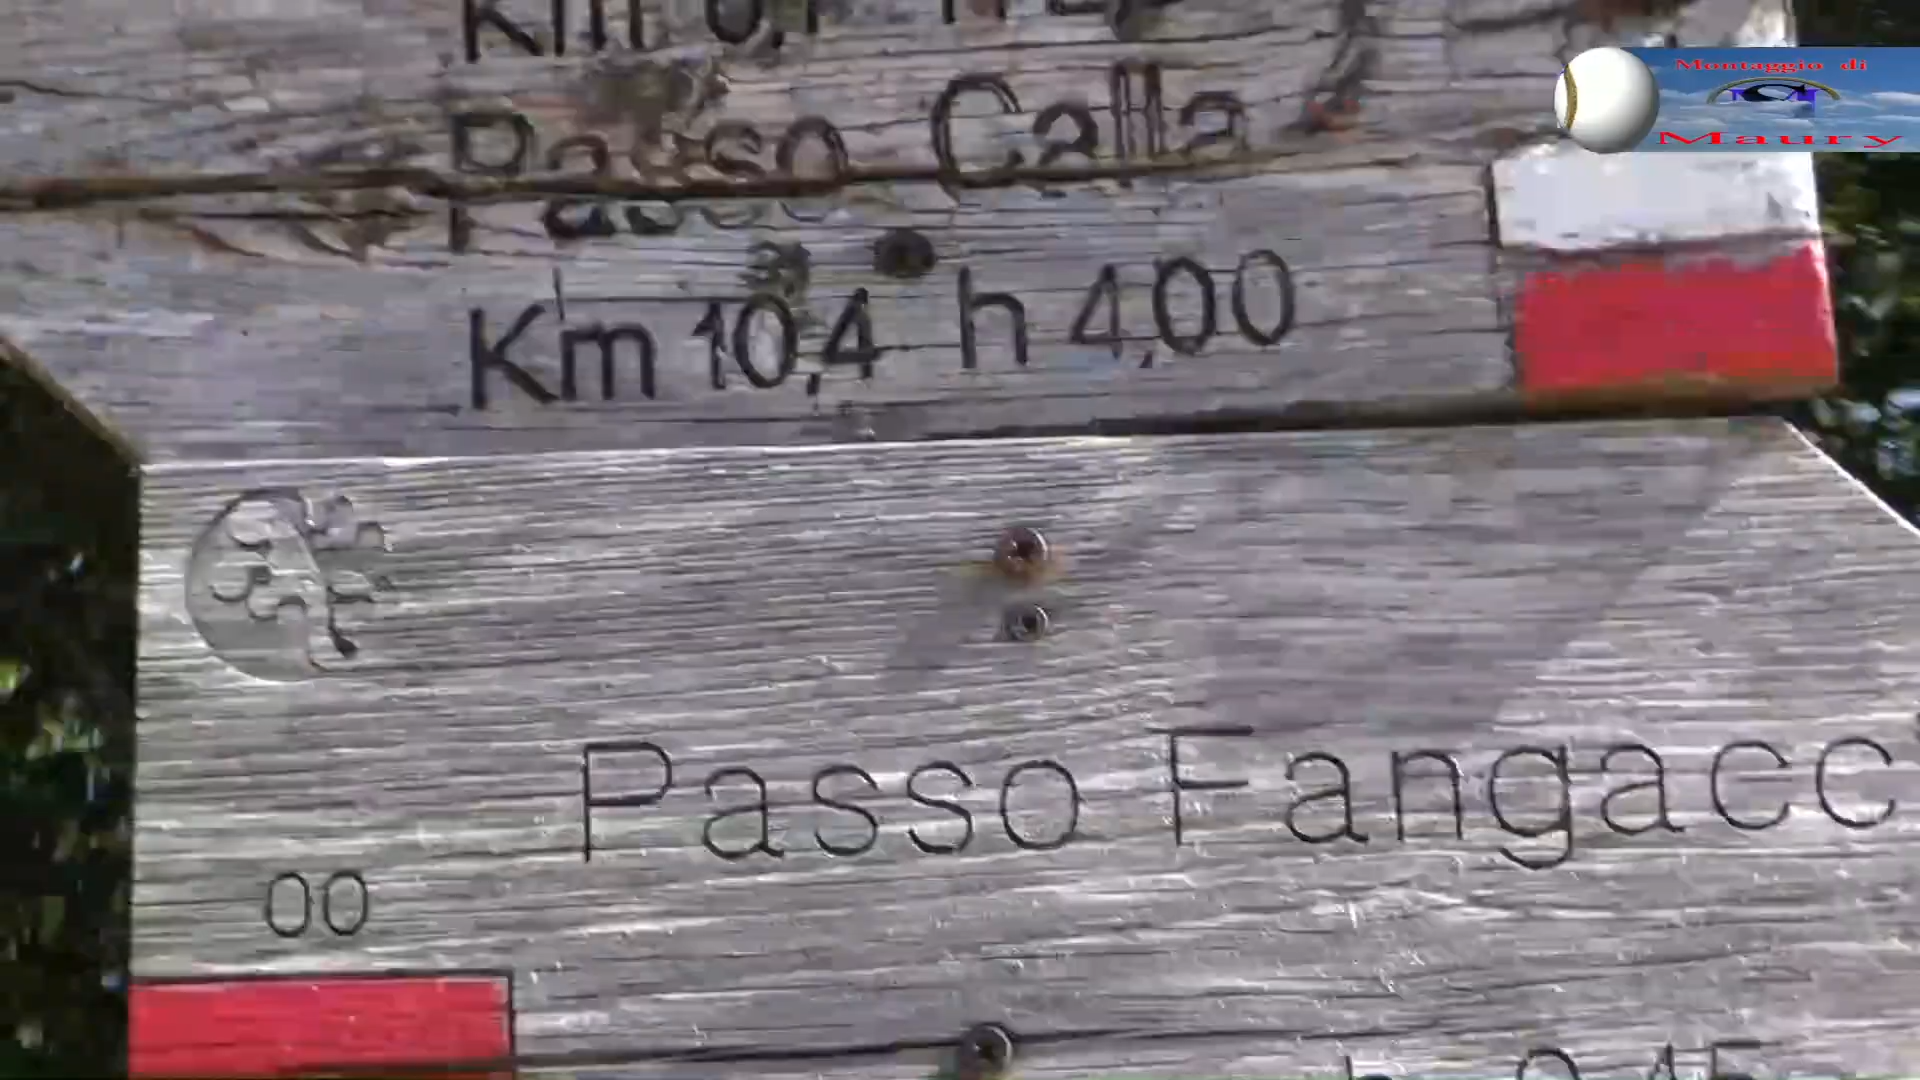 Montaggio di
Maury
Passo Calla
Km 10,4 h 4,00
Passo Fangacc
00